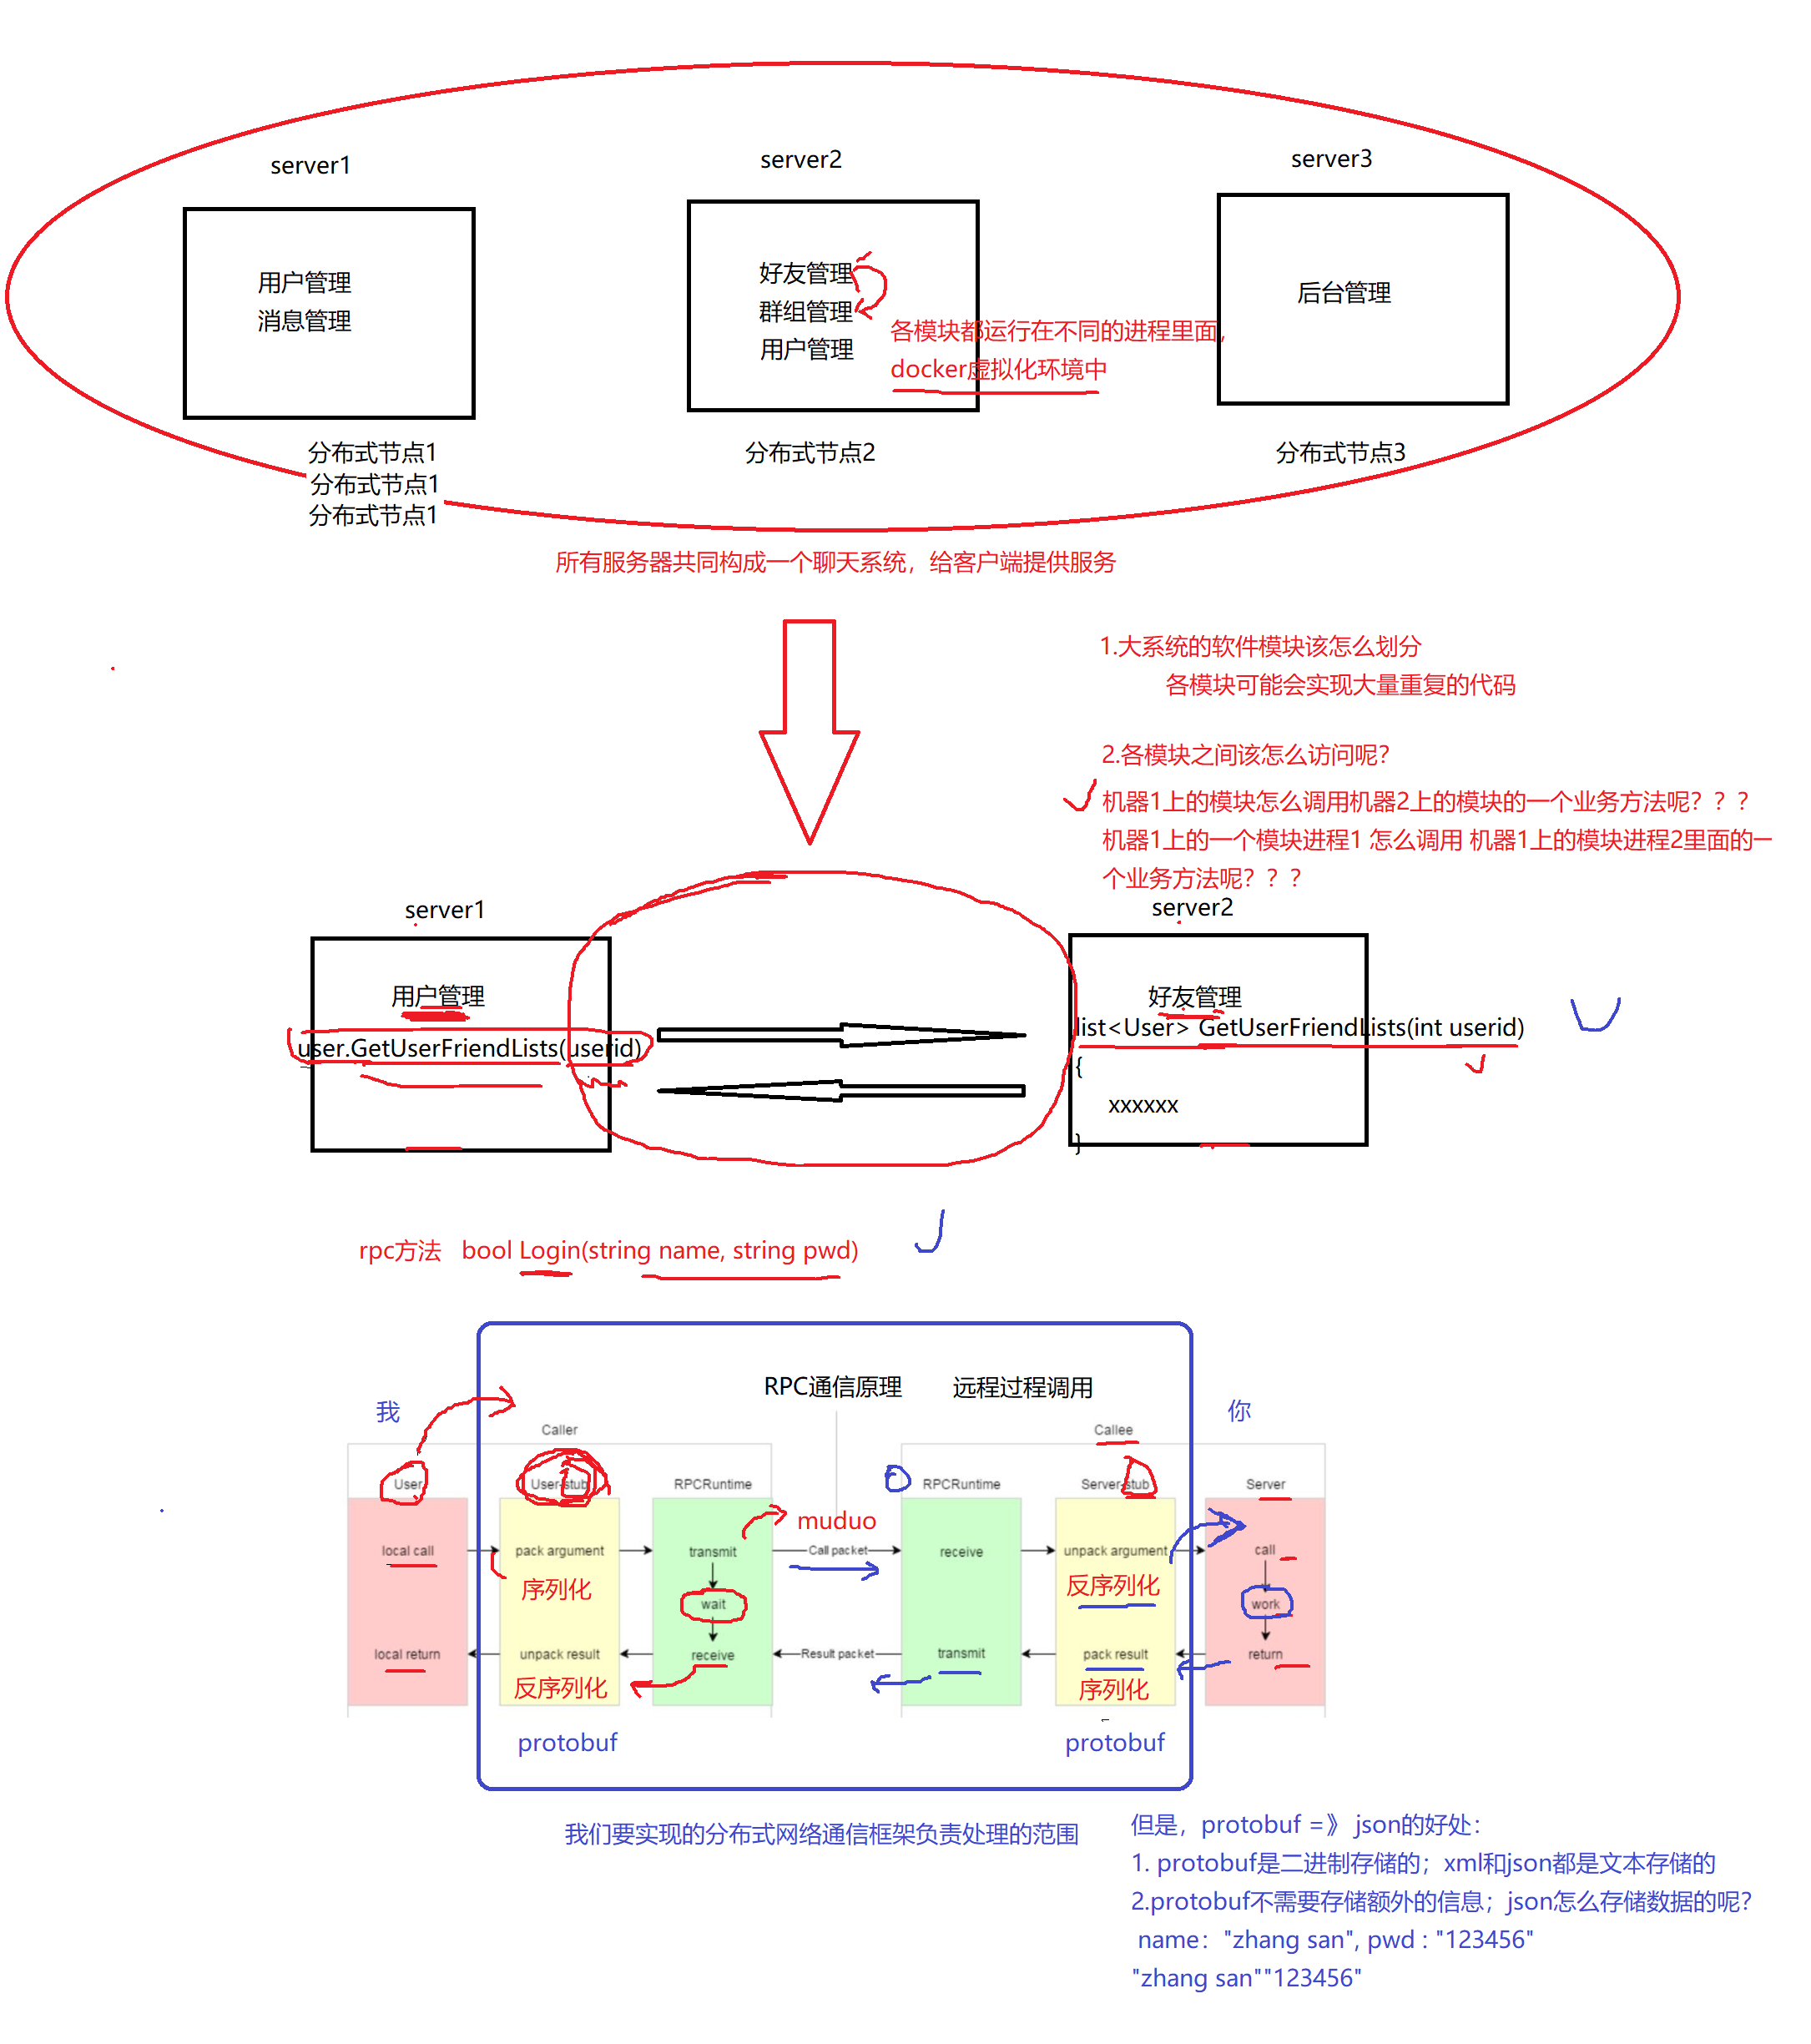 server1
server2
server3
用户管理
消息管理
好友管理
群组管理
用户管理
各模块都运行在不同的进程里面,
docker虚拟化环境中
后台管理
分布式节点1
分布式节点1
分布式节点1
分布式节点2
分布式节点3
所有服务器共同构成一个聊天系统，给客户端提供服务
1.大系统的软件模块该怎么划分
各模块可能会实现大量重复的代码
2.各模块之间该怎么访问呢？
机器1上的模块怎么调用机器2上的模块的一个业务方法呢？？？
机器1上的一个模块进程1 怎么调用 机器1上的模块进程2里面的一
个业务方法呢？？？
server1
用户管理
user.GetUserFriendLists(userid)
server2
好友管理
list<User> GetUserFriendLists(int userid)
{
xxxxxx
}
rpc方法 bool Login(string name, string pwd)
RPC通信原理 远程过程调用
我
你
Caller
Callee
User
User-stub
RPCRuntime
RPCRuntime
Server-stub
Server
muduo
local call
pack argument
transmit
Call packet
receive
unpack argument
call
序列化
反序列化
wait
work
local return
unpack result
receive
Result packet
transmit
pack result
return
反序列化
序列化
protobuf
protobuf
我们要实现的分布式网络通信框架负责处理的范围
但是，protobuf =》 json的好处：
1. protobuf是二进制存储的；xml和json都是文本存储的
2.protobuf不需要存储额外的信息；json怎么存储数据的呢？
name："zhang san", pwd : "123456"
"zhang san""123456"